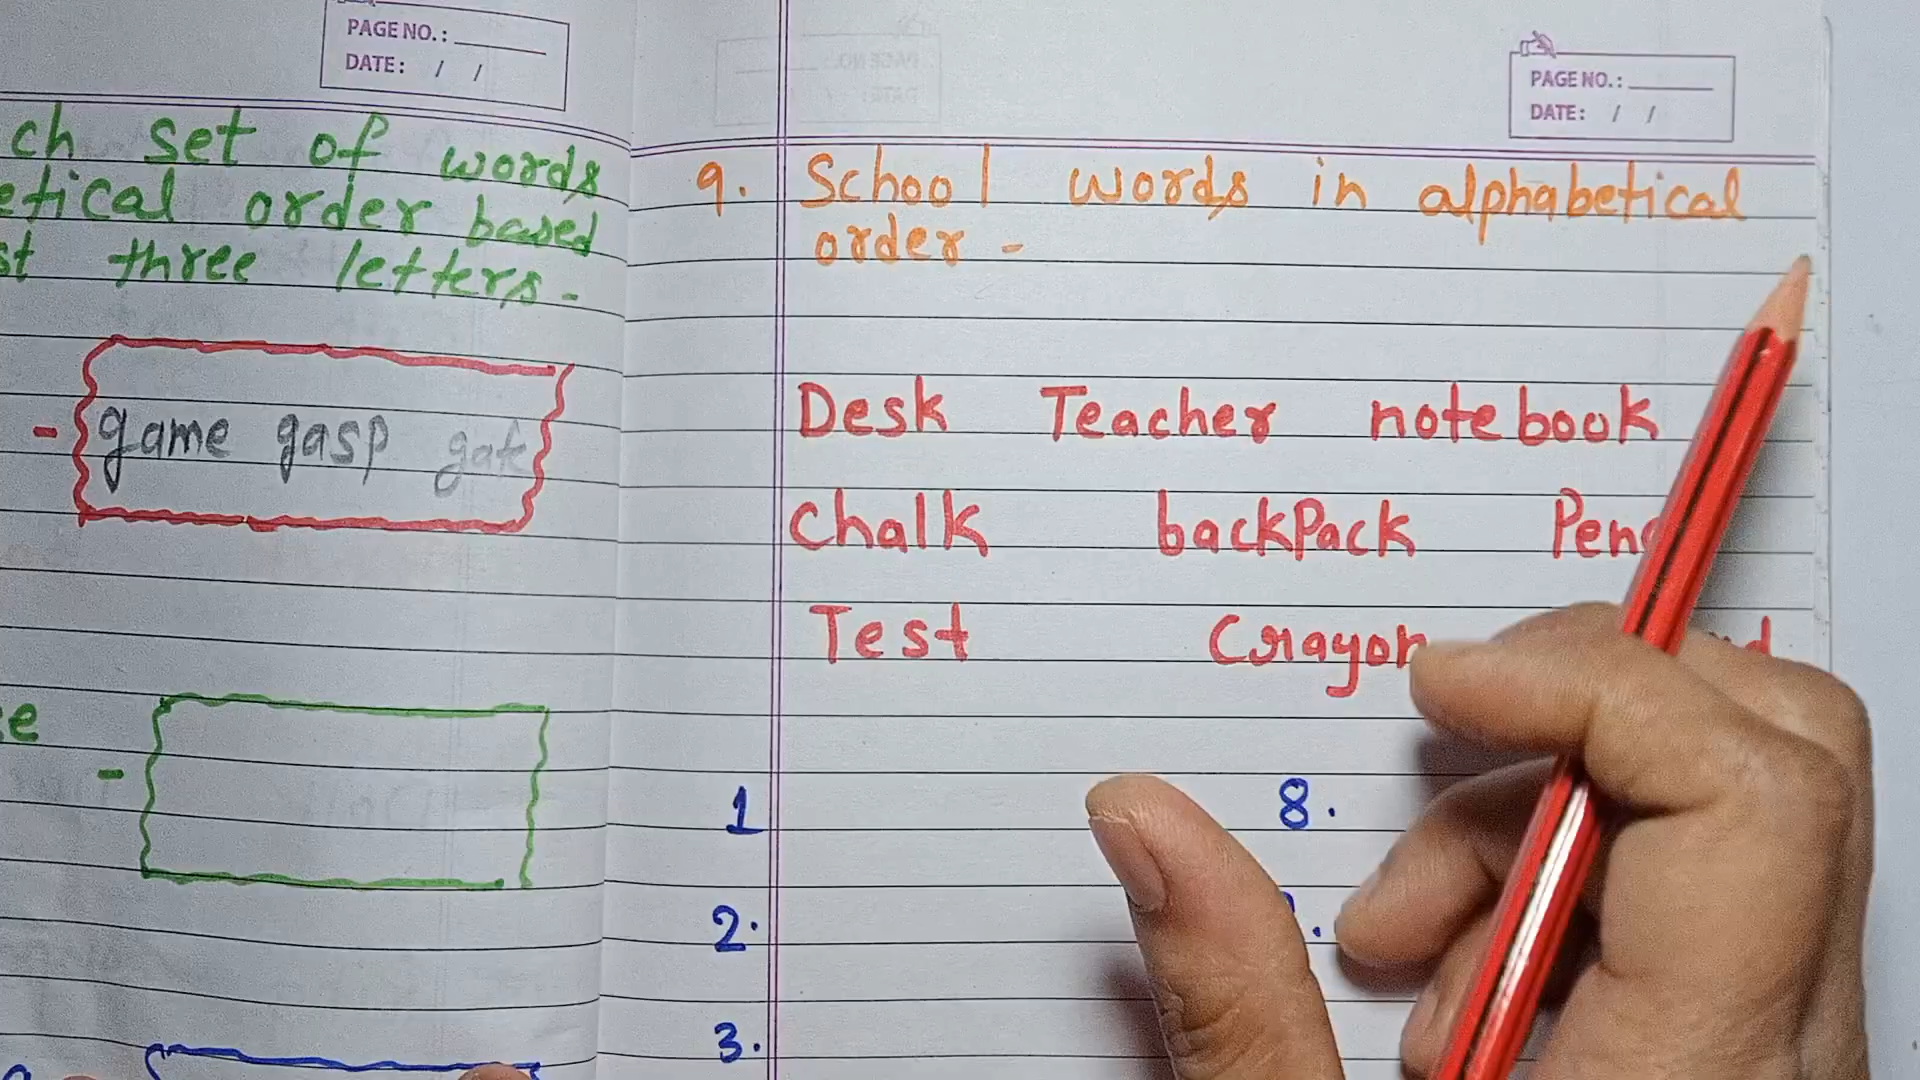 PAGE NO. :
DATE : / /
ch set of words
etical order based
st three letters-
- game gasp
-
PAGE NO. :
DATE : / /
9. School words in alphabetical
order -
Desk Teacher notebook
Chalk backPack
Test Crayon
1 8.
2.
3.